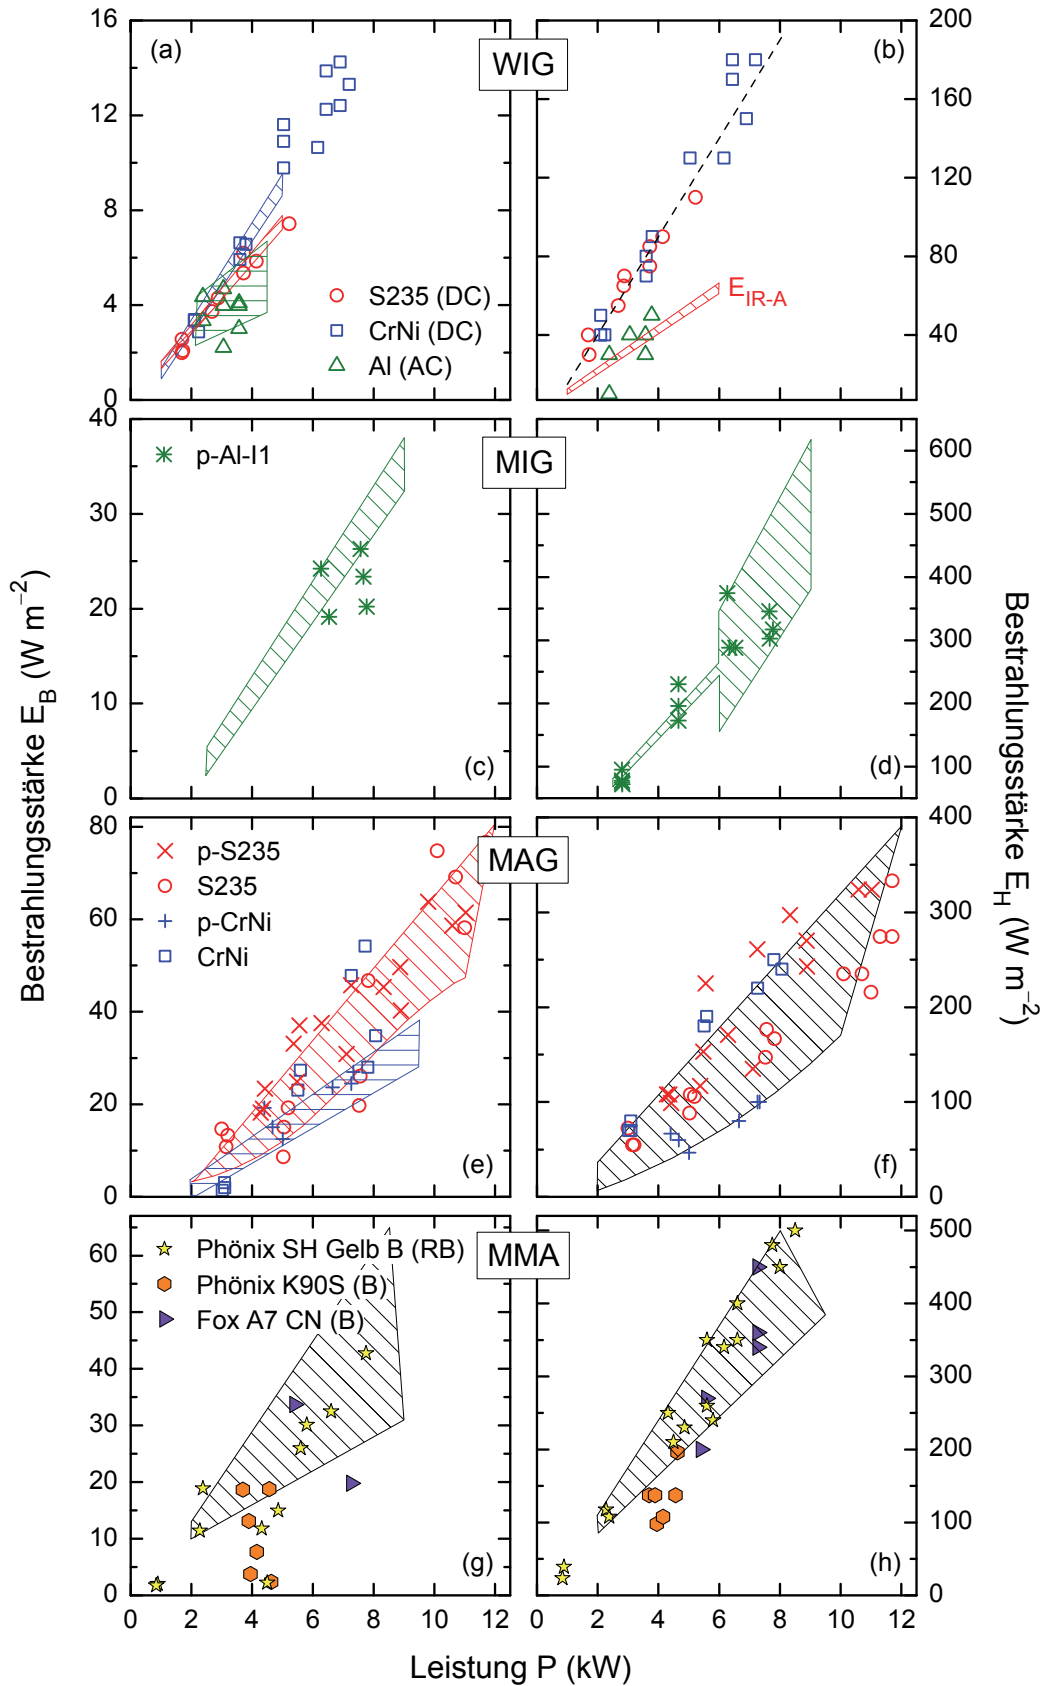 16
12
8
4
0
(a)
WIG
S235 (DC)
CrNi (DC)
Al (AC)
(b)
E_IR-A
200
160
120
80
40
40
30
20
10
0
p-Al-I1
MIG
(c)
(d)
600
500
400
300
200
100
80
60
40
20
0
p-S235
S235
p-CrNi
CrNi
MAG
(e)
(f)
400
300
200
100
0
60
50
40
30
20
10
0
Phönix SH Gelb B (RB)
Phönix K90S (B)
Fox A7 CN (B)
MMA
(g)
(h)
500
400
300
200
100
0
0 2 4 6 8 10 12
0 2 4 6 8 10 12
Leistung P (kW)
Bestrahlungsstärke E_B (W m⁻²)
Bestrahlungsstärke E_H (W m⁻²)